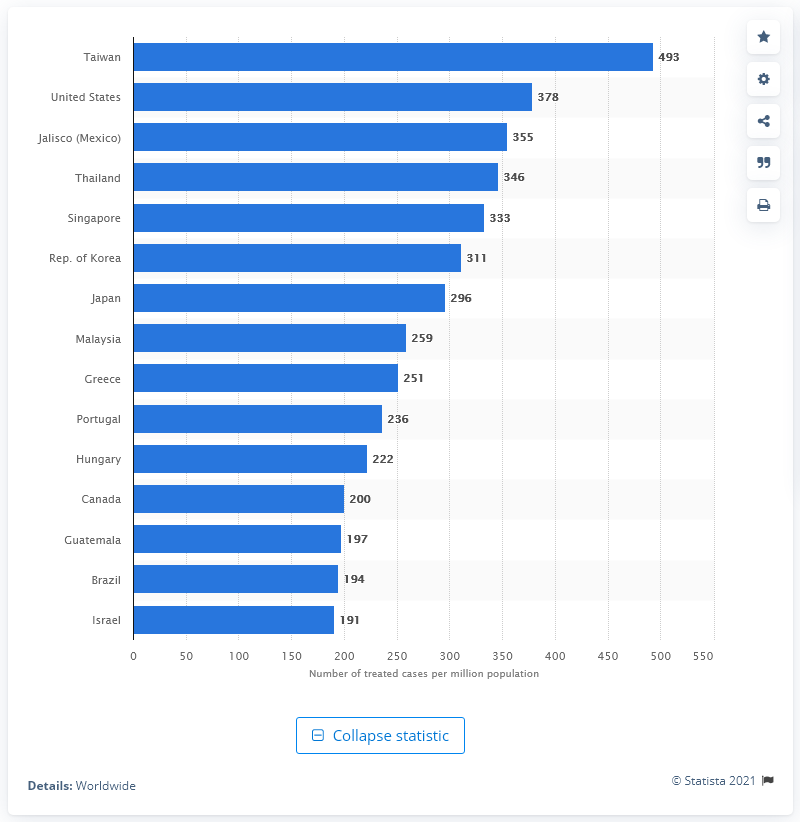 Taiwan 493
United States 378
Jalisco (Mexico) 355
Thailand 346
Singapore 333
Rep. of Korea 311
Japan 296
Malaysia 259
Greece 251
Portugal 236
Hungary 222
Canada 200
Guatemala 197
Brazil 194
Israel 191
0 50 100 150 200 250 300 350 400 450 500 550
Number of treated cases per million population
Collapse statistic
Details: Worldwide
© Statista 2021